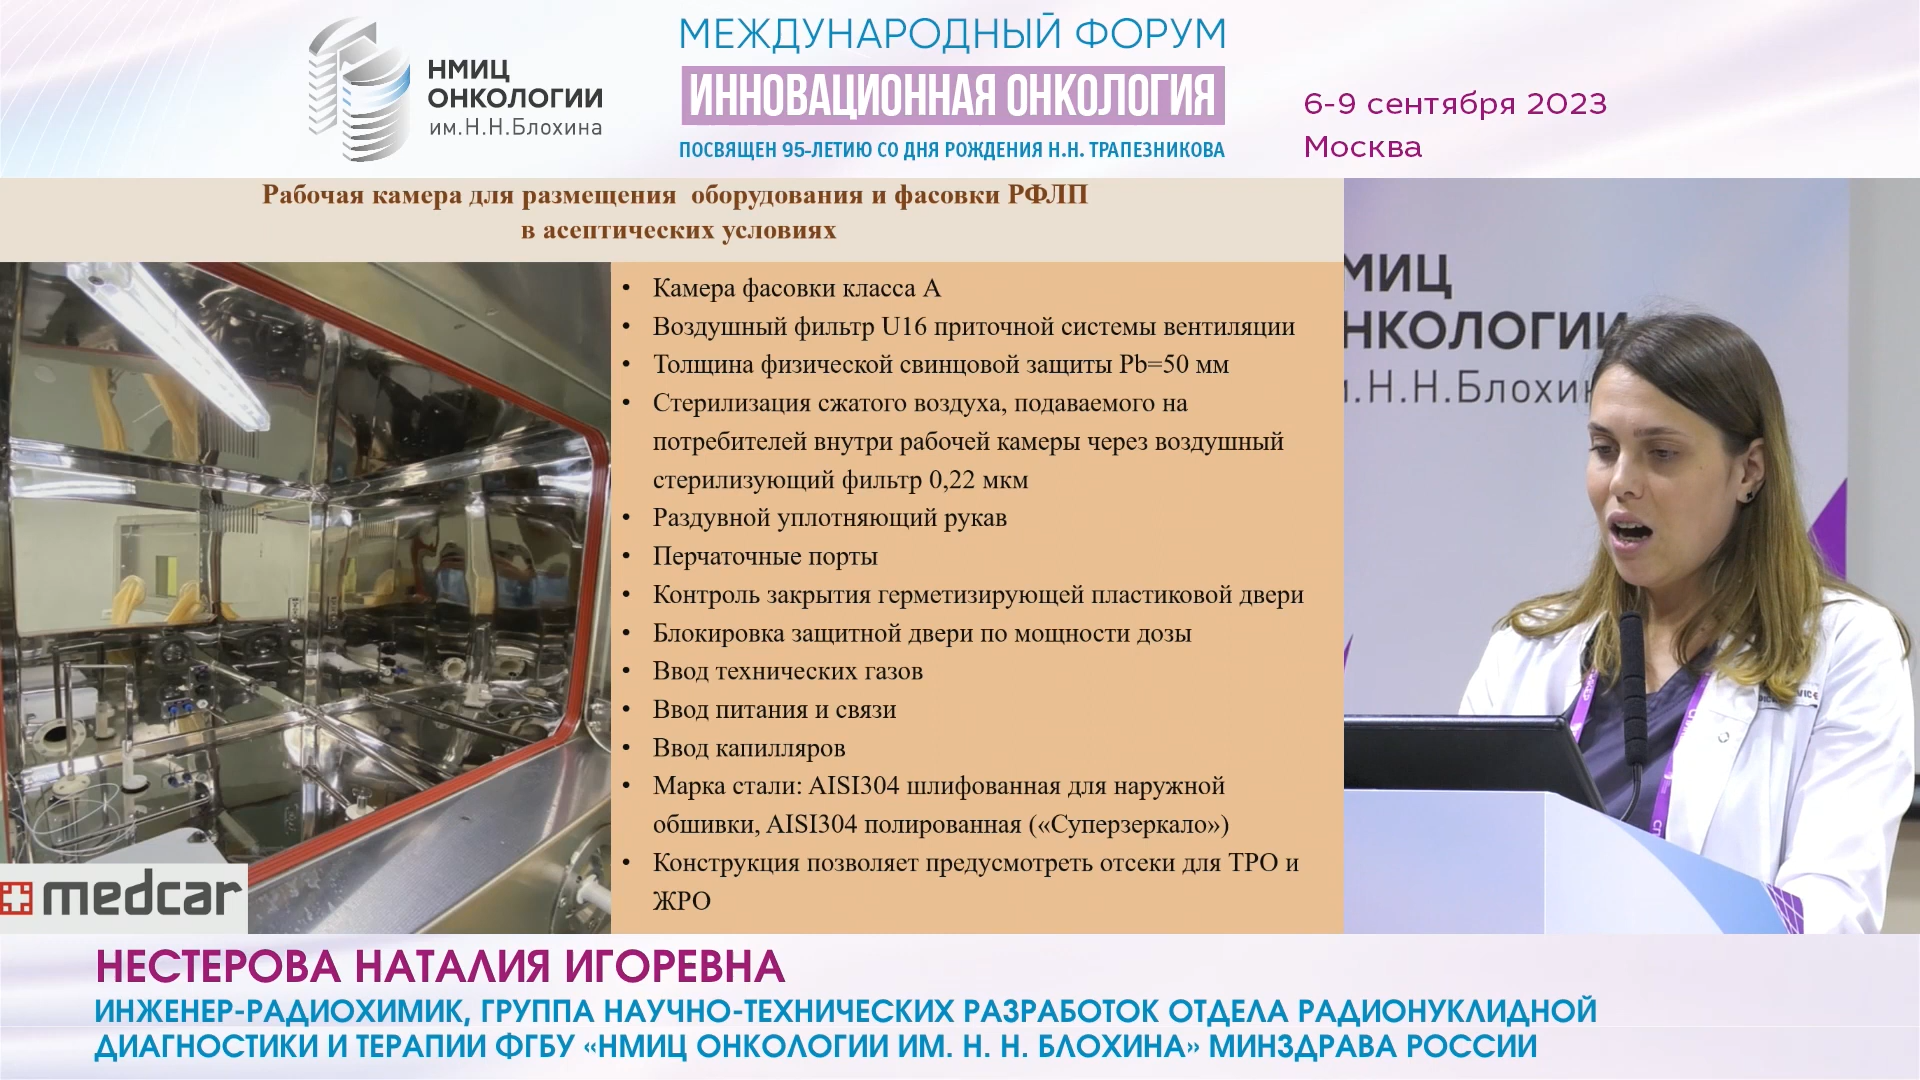 НМИЦ
ОНКОЛОГИИ
им.Н.Н.Блохина
МЕЖДУНАРОДНЫЙ ФОРУМ
ИННОВАЦИОННАЯ ОНКОЛОГИЯ
ПОСВЯЩЕН 95-ЛЕТИЮ СО ДНЯ РОЖДЕНИЯ Н.Н. ТРАПЕЗНИКОВА
6-9 сентября 2023
Москва
Рабочая камера для размещения оборудования и фасовки РФЛП
в асептических условиях
• Камера фасовки класса А
• Воздушный фильтр U16 приточной системы вентиляции
• Толщина физической свинцовой защиты Pb=50 мм
• Стерилизация сжатого воздуха, подаваемого на
потребителей внутри рабочей камеры через воздушный
стерилизующий фильтр 0,22 мкм
• Раздувной уплотняющий рукав
• Перчаточные порты
• Контроль закрытия герметизирующей пластиковой двери
• Блокировка защитной двери по мощности дозы
• Ввод технических газов
• Ввод питания и связи
• Ввод капилляров
• Марка стали: AISI304 шлифованная для наружной
обшивки, AISI304 полированная («Суперзеркало»)
• Конструкция позволяет предусмотреть отсеки для ТРО и
ЖРО
medcar
МИЦ
НКОЛОГИИ
м.Н.Н.Блохин
НЕСТЕРОВА НАТАЛИЯ ИГОРЕВНА
ИНЖЕНЕР-РАДИОХИМИК, ГРУППА НАУЧНО-ТЕХНИЧЕСКИХ РАЗРАБОТОК ОТДЕЛА РАДИОНУКЛИДНОЙ
ДИАГНОСТИКИ И ТЕРАПИИ ФГБУ «НМИЦ ОНКОЛОГИИ ИМ. Н. Н. БЛОХИНА» МИНЗДРАВА РОССИИ